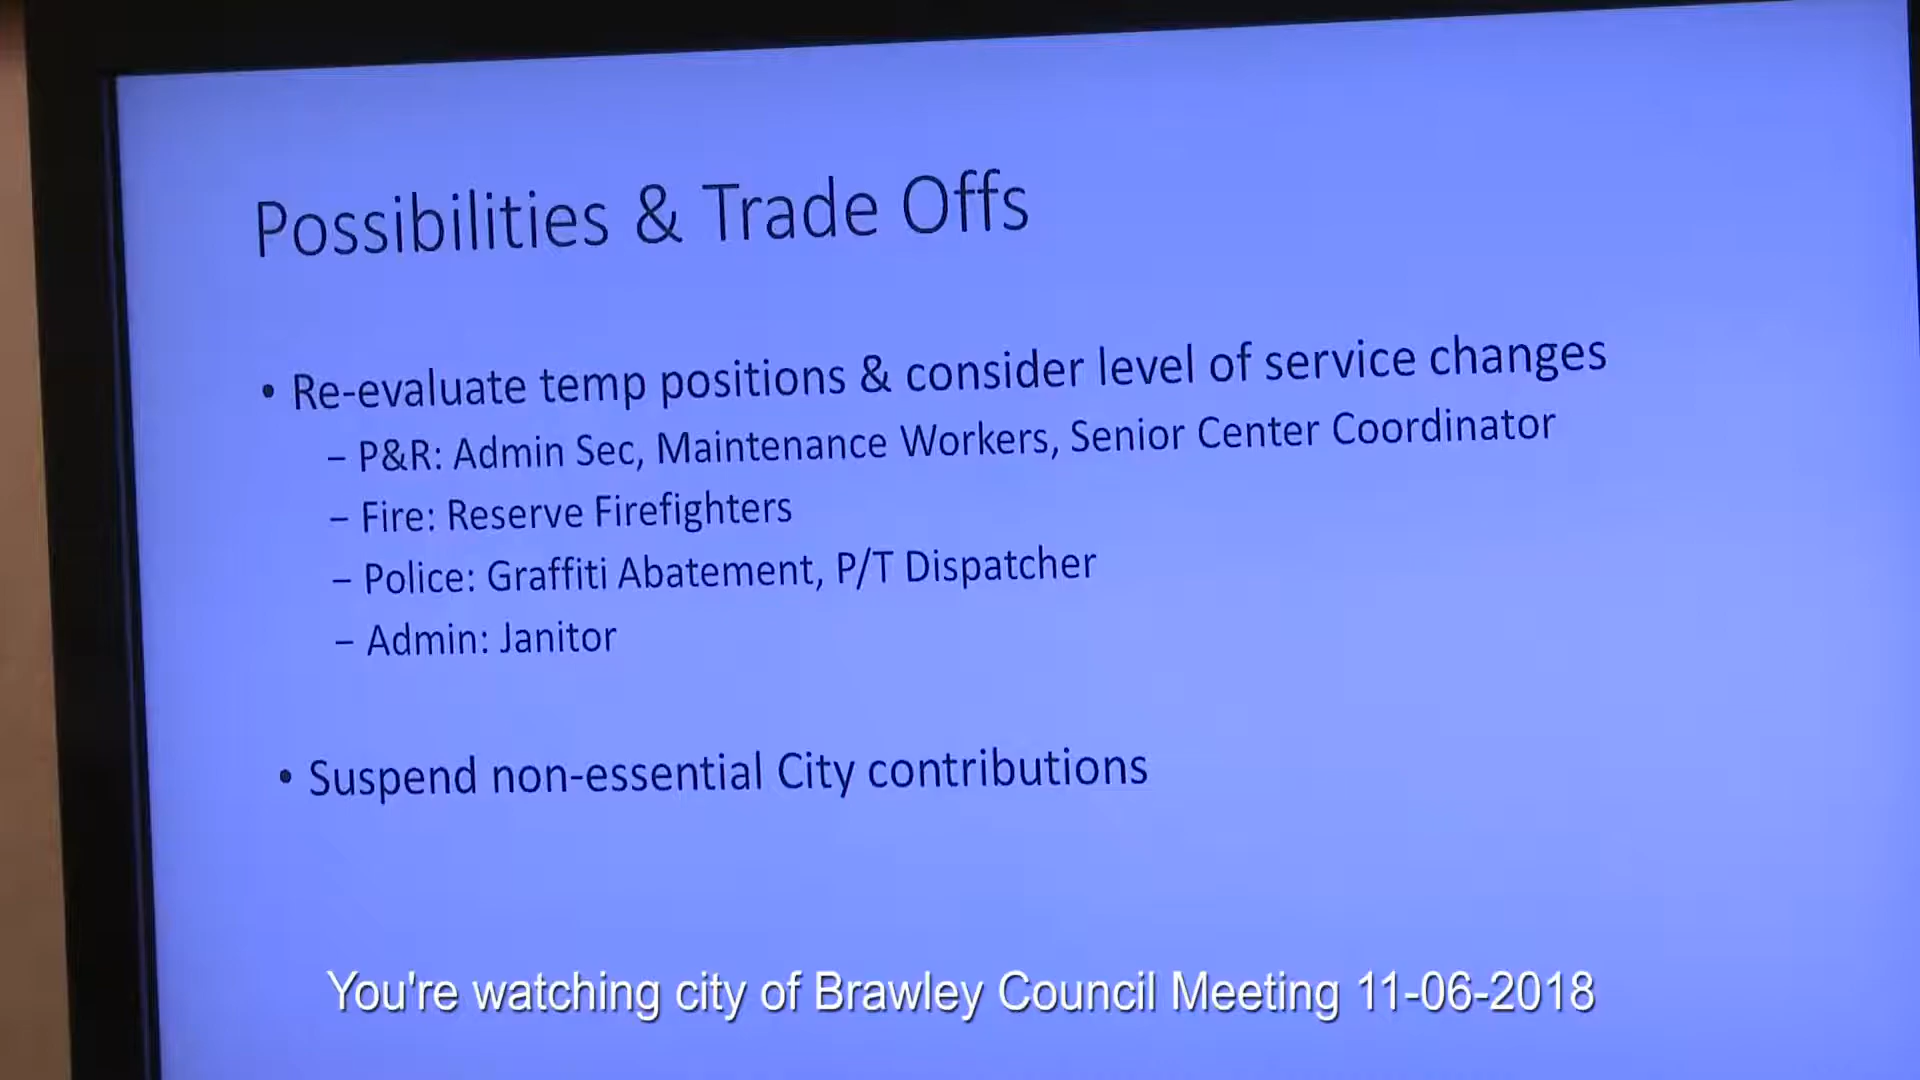 Possibilities & Trade Offs
• Re-evaluate temp positions & consider level of service changes
– P&R: Admin Sec, Maintenance Workers, Senior Center Coordinator
– Fire: Reserve Firefighters
– Police: Graffiti Abatement, P/T Dispatcher
– Admin: Janitor
• Suspend non-essential City contributions
You're watching city of Brawley Council Meeting 11-06-2018